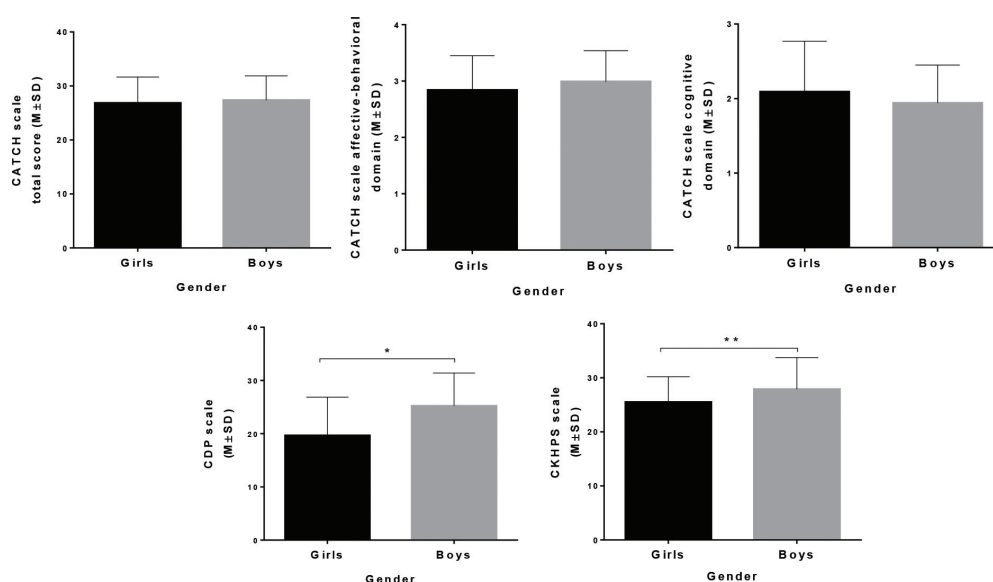 CATCH scale
total score (M±SD)
40
30
20
10
0
Girls
Boys
Gender
CATCH scale affective-behavioral
domain (M±SD)
4
3
2
1
0
Girls
Boys
Gender
CATCH scale cognitive
domain (M±SD)
3
2
1
0
Girls
Boys
Gender
CDP scale
(M±SD)
40
30
20
10
0
*
Girls
Boys
Gender
CKHPS scale
(M±SD)
40
30
20
10
0
**
Girls
Boys
Gender